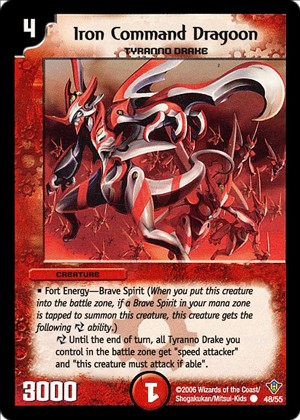 4
Iron Command Dragoon
TYRANNO DRAKE
CREATURE
▪ Fort Energy—Brave Spirit (When you put this creature
into the battle zone, if a Brave Spirit in your mana zone
is tapped to summon this creature, this creature gets the
following ability.)
Until the end of turn, all Tyranno Drake you
control in the battle zone get "speed attacker"
and "this creature must attack if able".
3000
1
©2006 Wizards of the Coast/
Shogakukan/Mitsui-Kids
48/55